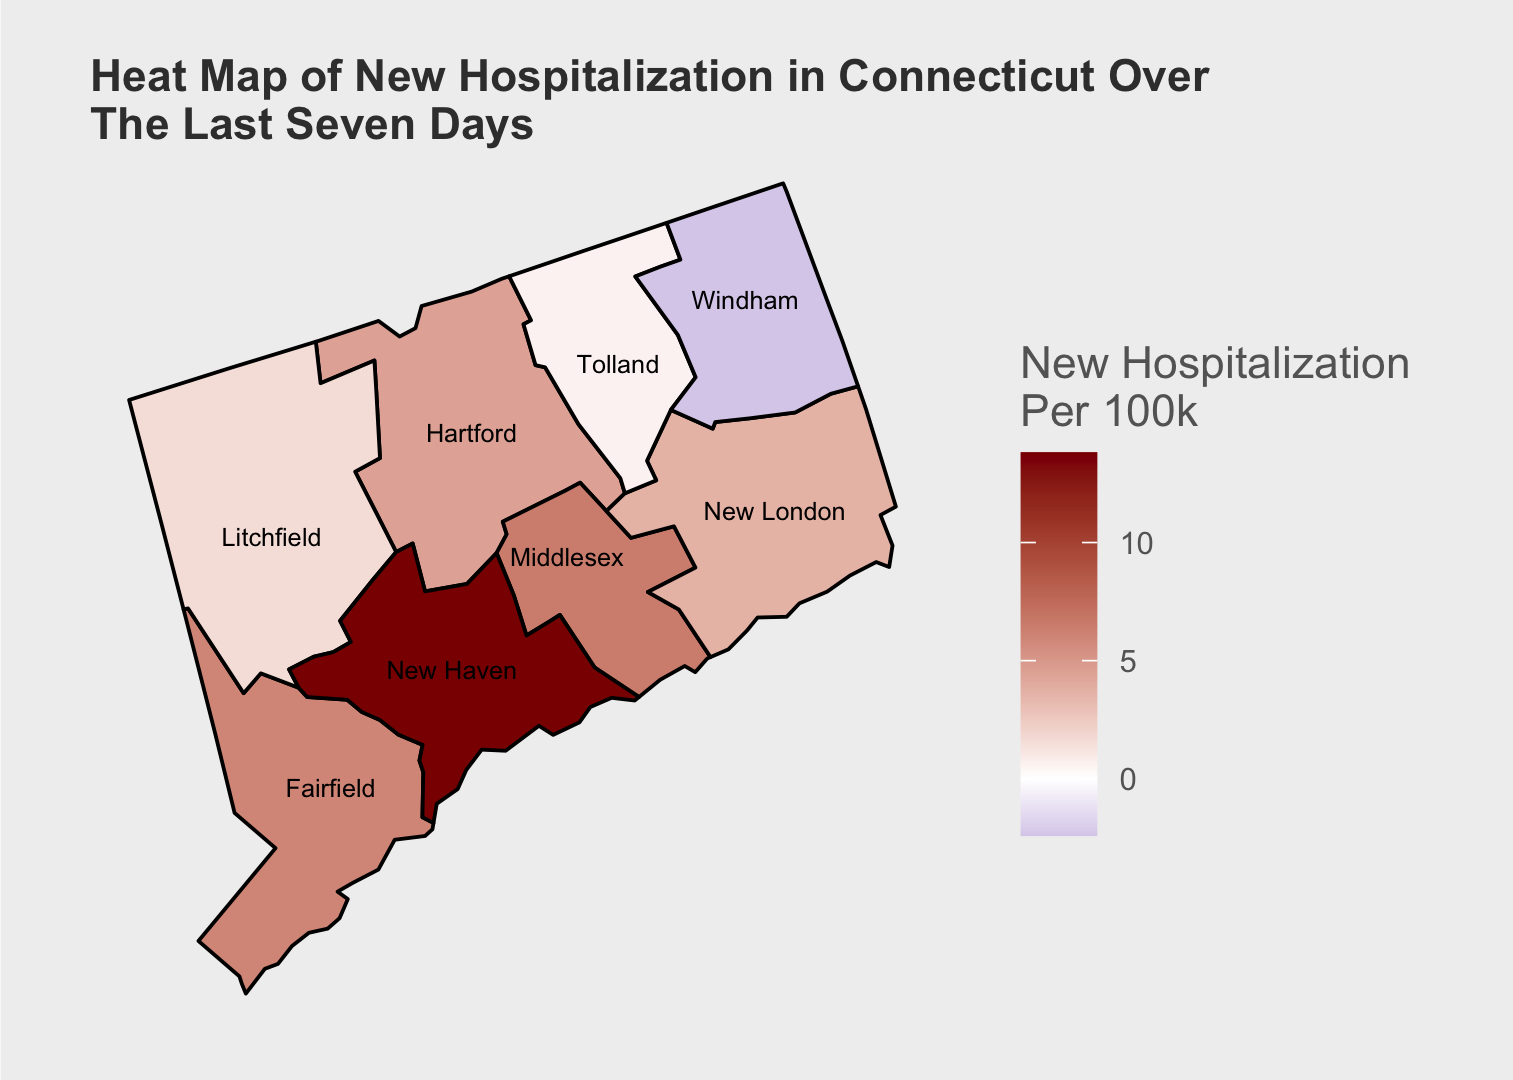 Heat Map of New Hospitalization in Connecticut Over
The Last Seven Days
Windham
Tolland
Hartford
New London
Litchfield
Middlesex
New Haven
Fairfield
New Hospitalization
Per 100k
10
5
0